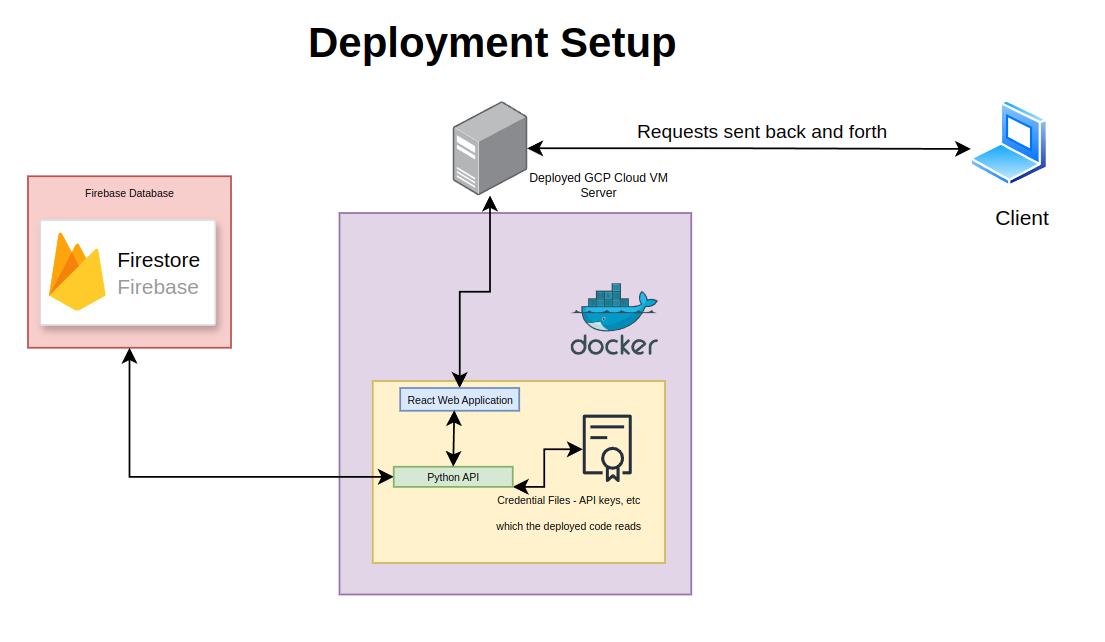 Deployment Setup
Requests sent back and forth
Deployed GCP Cloud VM
Server
Client
Firebase Database
Firestore
Firebase
docker
React Web Application
Python API
Credential Files - API keys, etc
which the deployed code reads